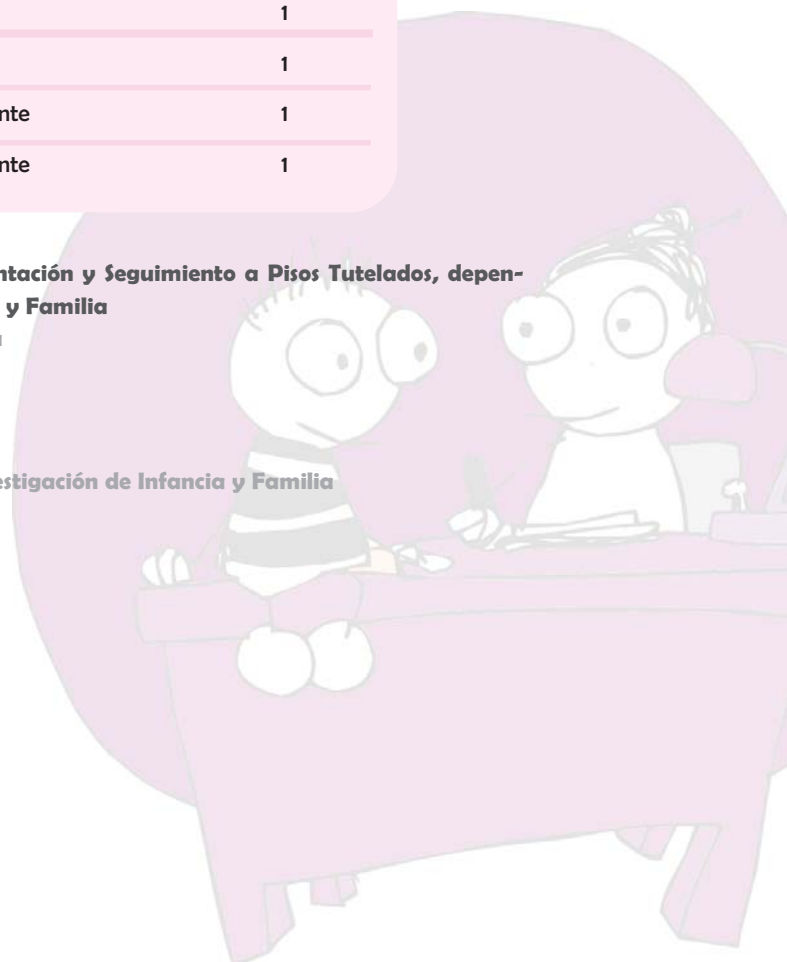 1
1
nte 1
nte 1
ntación y Seguimiento a Pisos Tutelados, depen-
y Familia
estigación de Infancia y Familia